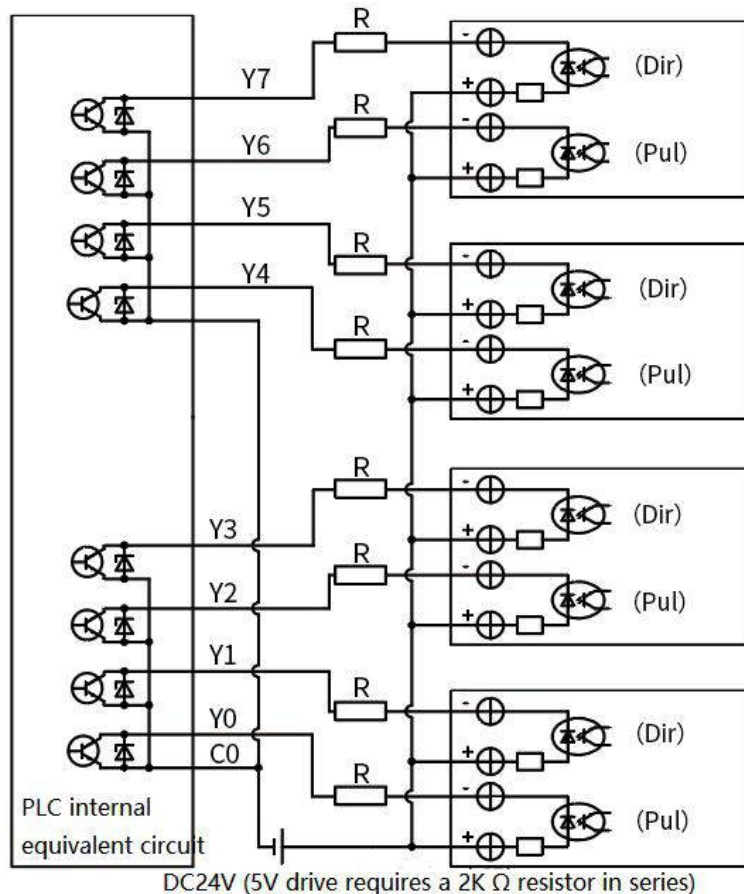 R
Y7
-
(Dir)
+
R
Y6
-
(Pul)
+
Y5
R
-
(Dir)
+
Y4
R
-
(Pul)
+
R
Y3
-
(Dir)
+
R
Y2
-
(Pul)
+
Y1
R
-
(Dir)
+
Y0
C0
R
-
(Pul)
+
PLC internal
equivalent circuit
DC24V (5V drive requires a 2K Ω resistor in series)